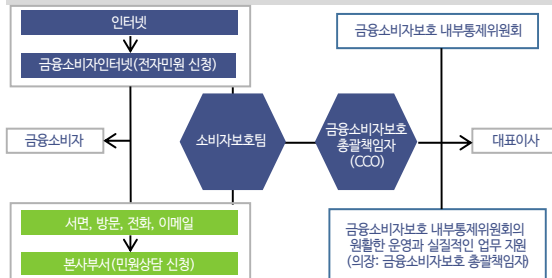 인터넷
금융소비자보호 내부통제위원회
금융소비자인터넷(전자민원 신청)
금융소비자
소비자보호팀
금융소비자보호
총괄책임자
(CCO)
대표이사
서면, 방문, 전화, 이메일
본사부서(민원상담 신청)
금융소비자보호 내부통제위원회의
원활한 운영과 실질적인 업무 지원
(의장: 금융소비자보호 총괄책임자)